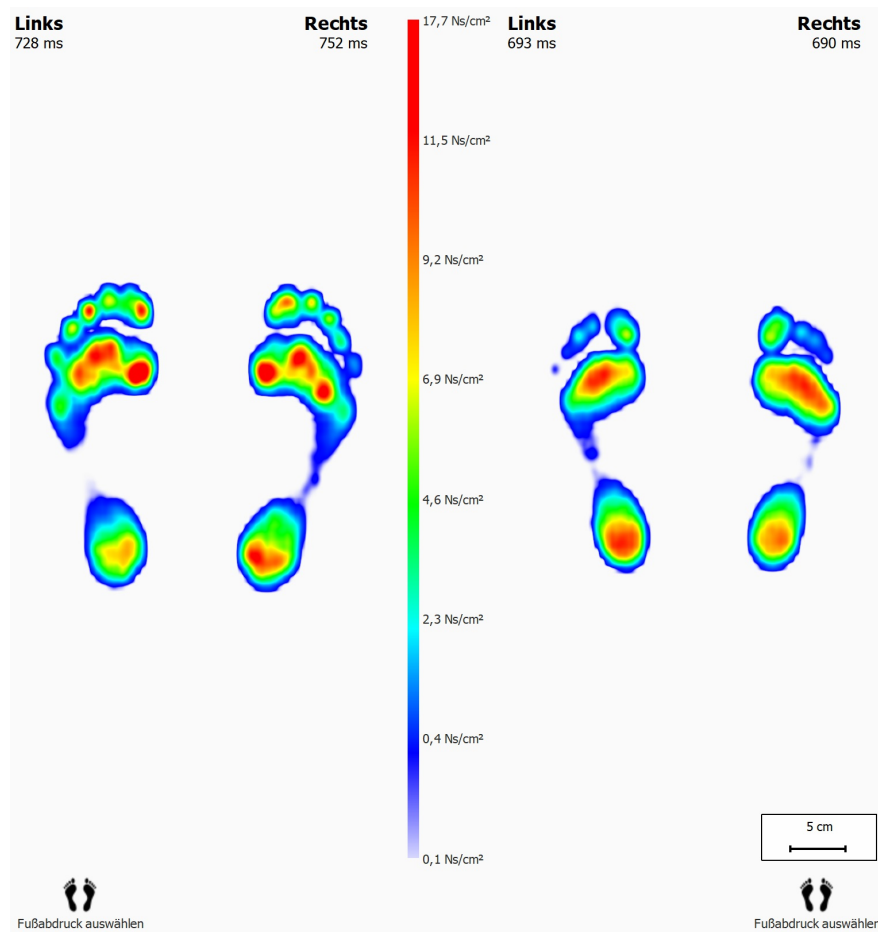 Links
728 ms
Rechts
752 ms
17,7 Ns/cm²
11,5 Ns/cm²
9,2 Ns/cm²
6,9 Ns/cm²
4,6 Ns/cm²
2,3 Ns/cm²
0,4 Ns/cm²
0,1 Ns/cm²
Links
693 ms
Rechts
690 ms
5 cm
Fußabdruck auswählen
Fußabdruck auswählen